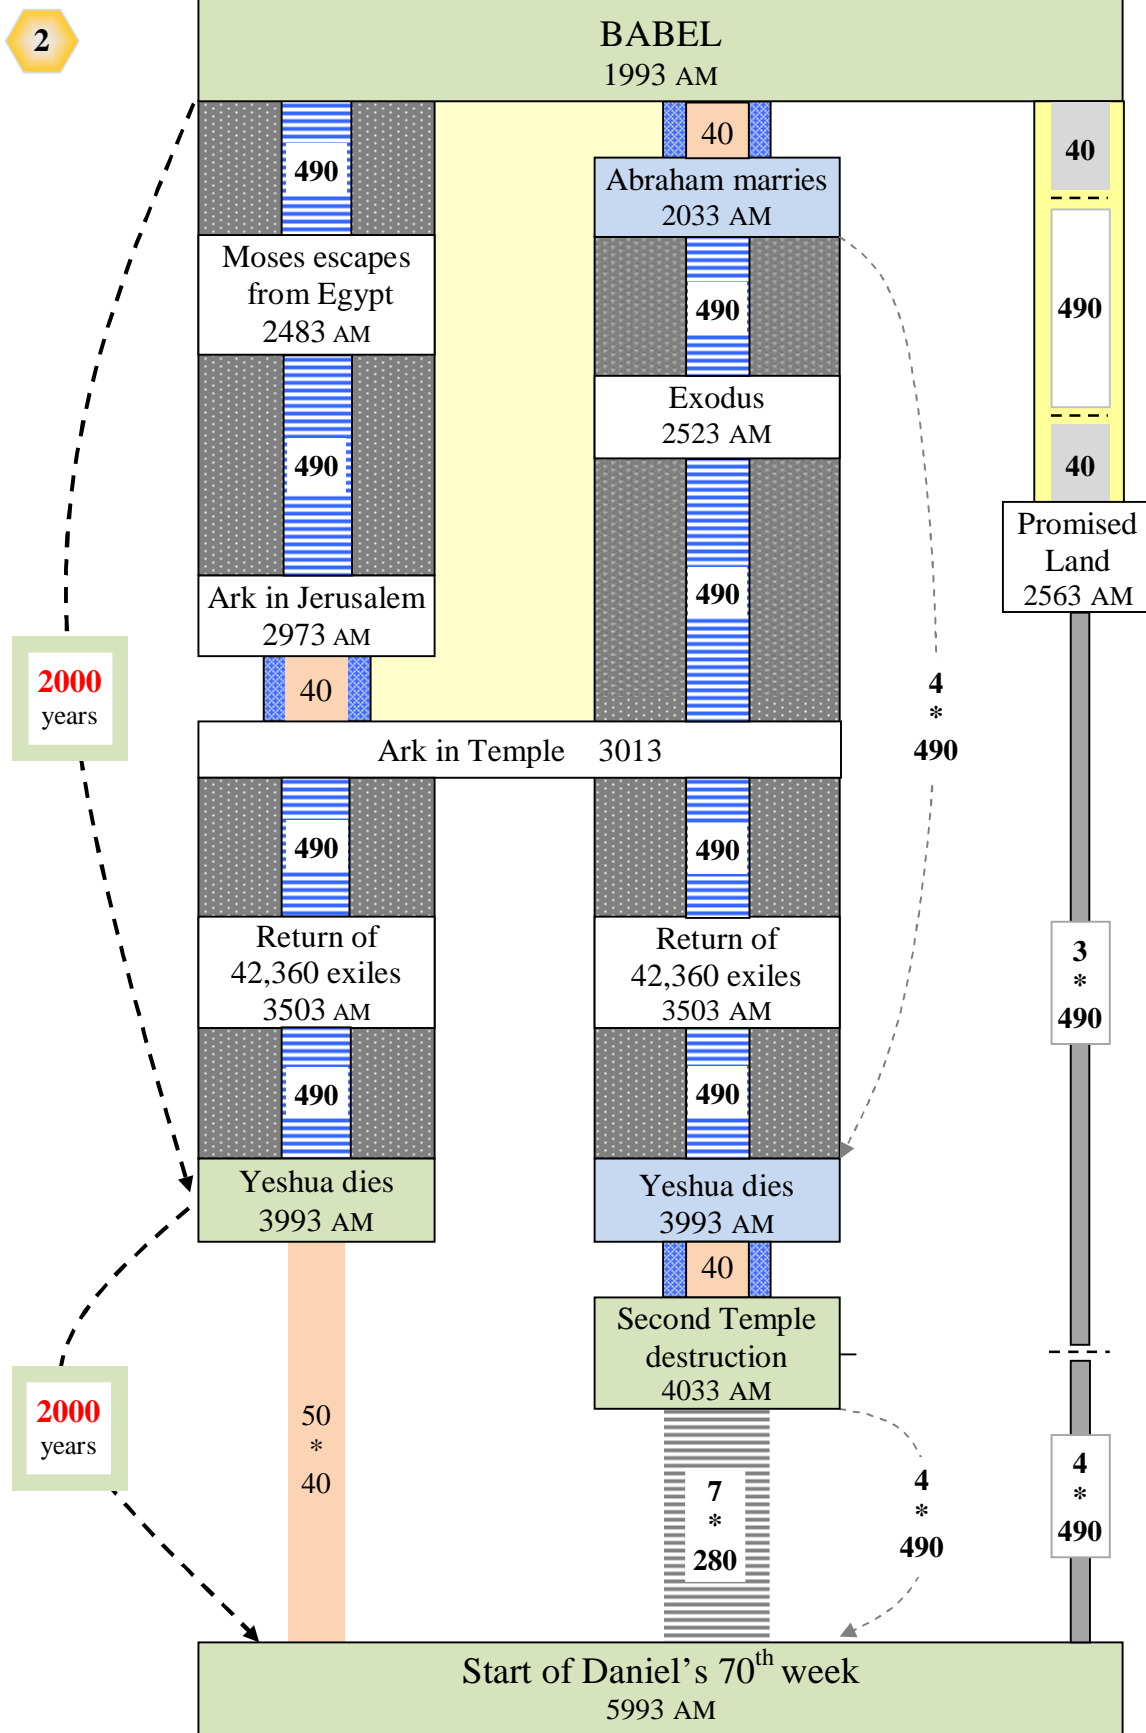 2
BABEL
1993 AM
490
40
40
Abraham marries
2033 AM
Moses escapes
from Egypt
2483 AM
490
490
Exodus
2523 AM
490
40
Promised
Land
2563 AM
490
Ark in Jerusalem
2973 AM
40
2000
years
4
*
490
Ark in Temple 3013
490
490
Return of
42,360 exiles
3503 AM
Return of
42,360 exiles
3503 AM
3
*
490
490
490
Yeshua dies
3993 AM
Yeshua dies
3993 AM
40
Second Temple
destruction
4033 AM
2000
years
50
*
40
7
*
280
4
*
490
4
*
490
Start of Daniel’s 70th week
5993 AM